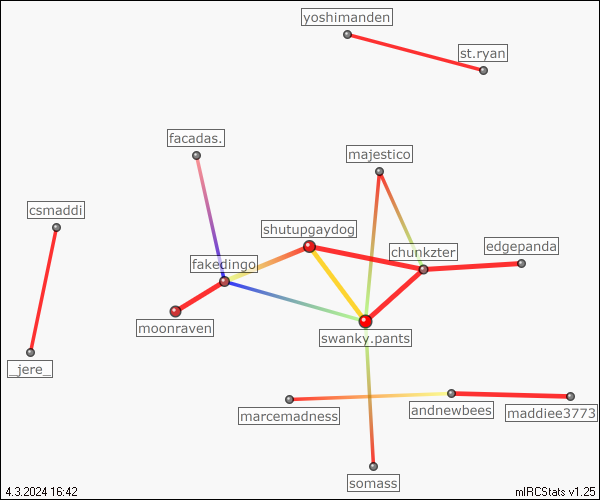 yoshimanden
st.ryan
facadas.
majestico
csmaddi
shutupgaydog
chunkzter
edgepanda
fakedingo
moonraven
swanky.pants
_jere_
marcemadness
andnewbees
maddiee3773
somass
4.3.2024 16:42
mIRCStats v1.25